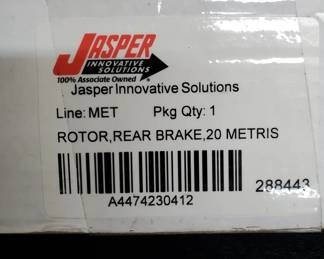 JASPER
INNOVATIVE
SOLUTIONS
100% Associate Owned
Jasper Innovative Solutions
Line: MET Pkg Qty: 1
ROTOR,REAR BRAKE,20 METRIS
288443
A4474230412